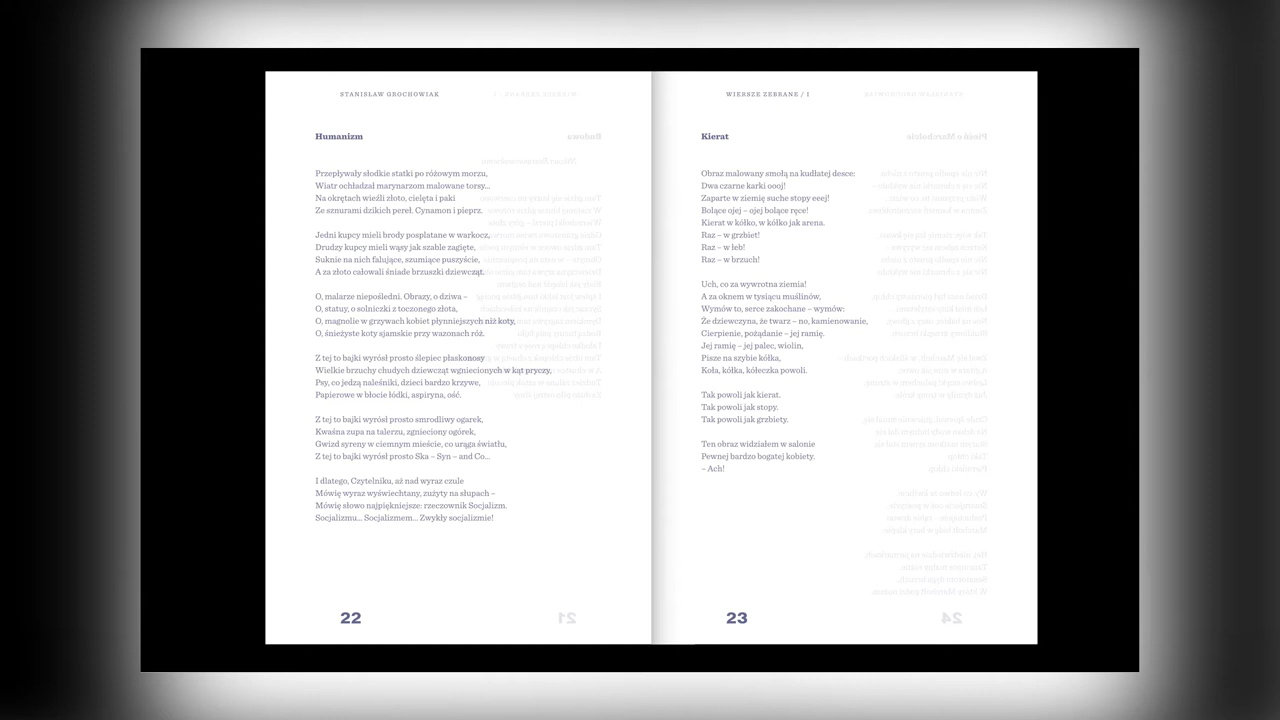 STANISŁAW GROCHOWIAK
Humanizm
Przepływały słodkie statki po różowym morzu,
Wiatr ochładzał marynarzom malowane torsy...
Na okrętach wieźli złoto, cielęta i paki
Ze sznurami dzikich pereł. Cynamon i pieprz.
Jedni kupcy mieli brody posplatane w warkocz,
Drudzy kupcy mieli wąsy jak szable zagięte,
Suknie na nich falujące, szumiące puszyście,
A za złoto całowali śniade brzuszki dziewcząt.
O, malarze niepośledni. Obrazy, o dziwa –
O, statuy, o solniczki z toczonego złota,
O, magnolie w grzywach kobiet płynniejszych niż koty,
O, śnieżyste koty sjamskie przy wazonach róż.
Z tej to bajki wyrósł prosto ślepiec płaskonosy
Wielkie brzuchy chudych dziewcząt wgniecionych w kąt pryczy,
Psy, co jedzą naleśniki, dzieci bardzo krzywe,
Papierowe w błocie łódki, aspiryna, ość.
Z tej to bajki wyrósł prosto smrodliwy ogarek,
Kwaśna zupa na talerzu, zgnieciony ogórek,
Gwizd syreny w ciemnym mieście, co urąga światłu,
Z tej to bajki wyrósł prosto Ska – Syn – and Co...
I dlatego, Czytelniku, aż nad wyraz czule
Mówię wyraz wyświechtany, zużyty na słupach –
Mówię słowo najpiękniejsze: rzeczownik Socjalizm.
Socjalizmu... Socjalizmem... Zwykły socjalizmie!
22
WIERSZE ZEBRANE / I
Kierat
Obraz malowany smołą na kudłatej desce:
Dwa czarne karki oooj!
Zaparte w ziemię suche stopy eeej!
Bolące ojej – ojej bolące ręce!
Kierat w kółko, w kółko jak arena.
Raz – w grzbiet!
Raz – w łeb!
Raz – w brzuch!
Uch, co za wywrotna ziemia!
A za oknem w tysiącu muślinów,
Wymów to, serce zakochane – wymów:
Że dziewczyna, że twarz – no, kamienowanie,
Cierpienie, pożądanie – jej ramię.
Jej ramię – jej palec, wiolin,
Pisze na szybie kółka,
Koła, kółka, kółeczka powoli.
Tak powoli jak kierat.
Tak powoli jak stopy.
Tak powoli jak grzbiety.
Ten obraz widziałem w salonie
Pewnej bardzo bogatej kobiety.
– Ach!
23